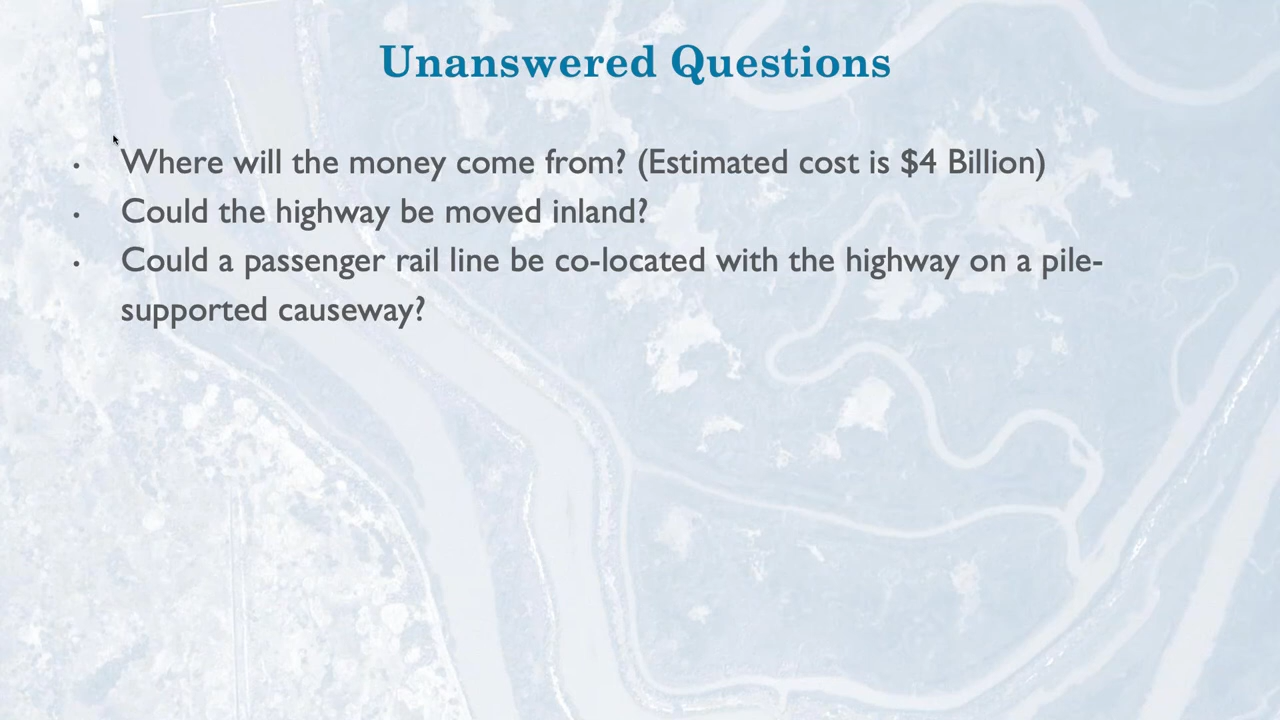 Unanswered Questions
• Where will the money come from? (Estimated cost is $4 Billion)
• Could the highway be moved inland?
• Could a passenger rail line be co-located with the highway on a pile-
supported causeway?